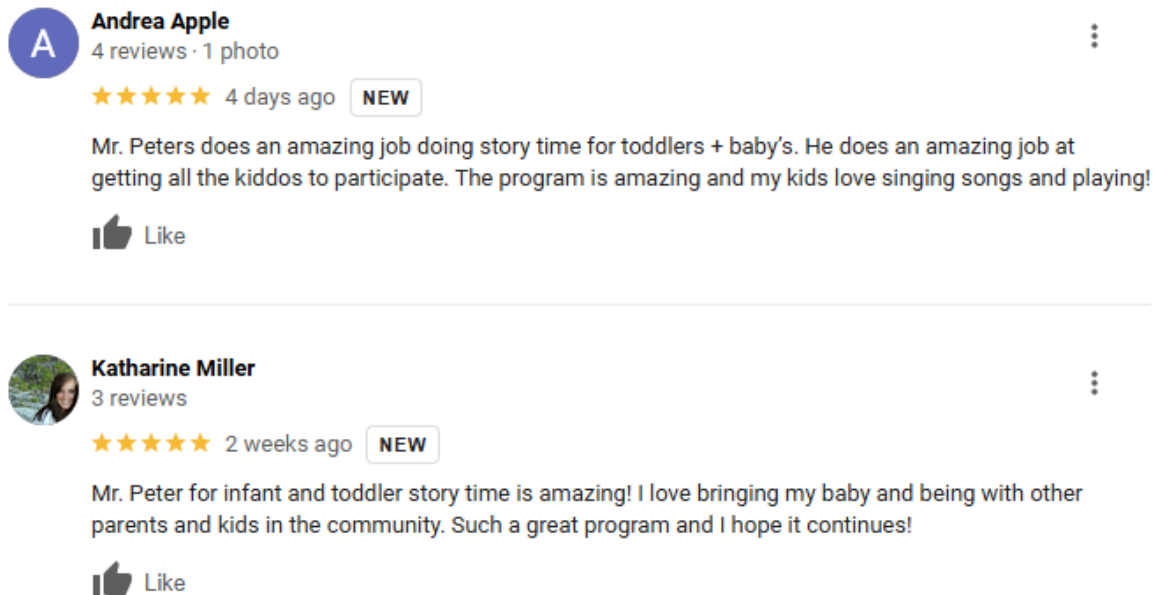 A
Andrea Apple
4 reviews · 1 photo
4 days ago NEW
Mr. Peters does an amazing job doing story time for toddlers + baby’s. He does an amazing job at
getting all the kiddos to participate. The program is amazing and my kids love singing songs and playing!
Like
Katharine Miller
3 reviews
2 weeks ago NEW
Mr. Peter for infant and toddler story time is amazing! I love bringing my baby and being with other
parents and kids in the community. Such a great program and I hope it continues!
Like